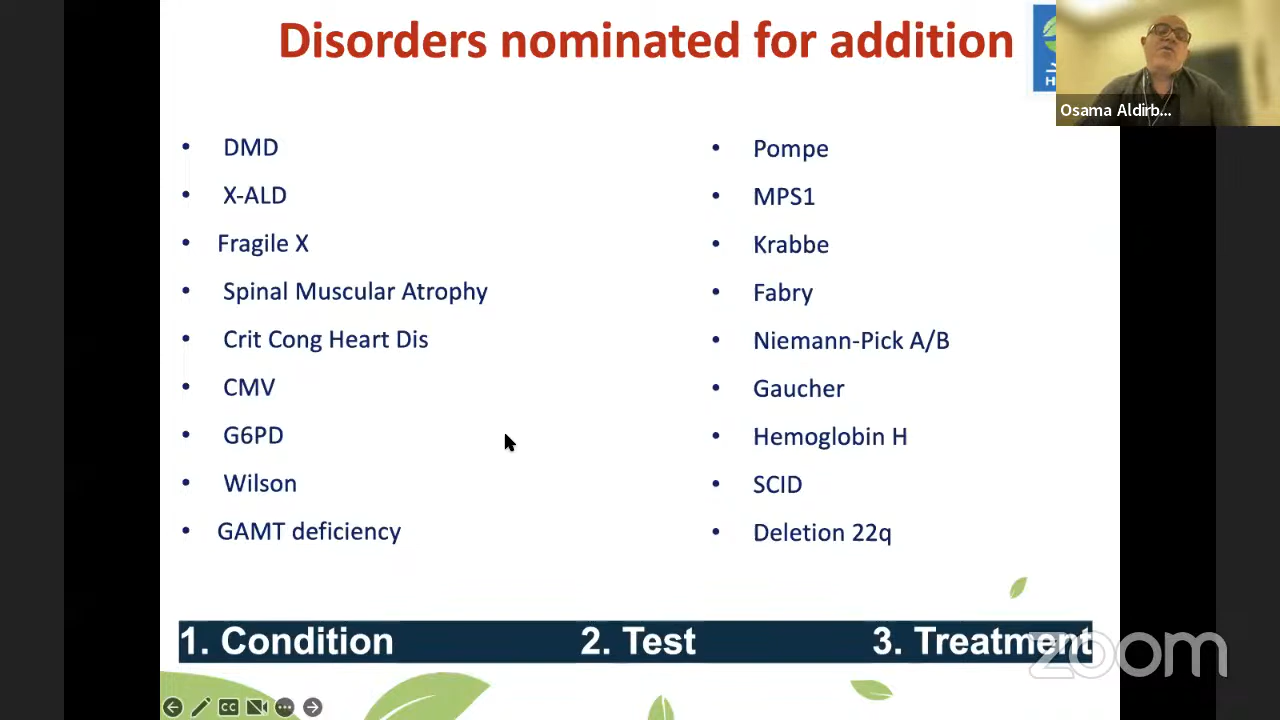 Disorders nominated for addition
H
Osama Aldirb...
• DMD
• X-ALD
• Fragile X
• Spinal Muscular Atrophy
• Crit Cong Heart Dis
• CMV
• G6PD
• Wilson
• GAMT deficiency
• Pompe
• MPS1
• Krabbe
• Fabry
• Niemann-Pick A/B
• Gaucher
• Hemoglobin H
• SCID
• Deletion 22q
1. Condition 2. Test 3. Treatment
zoom
CC